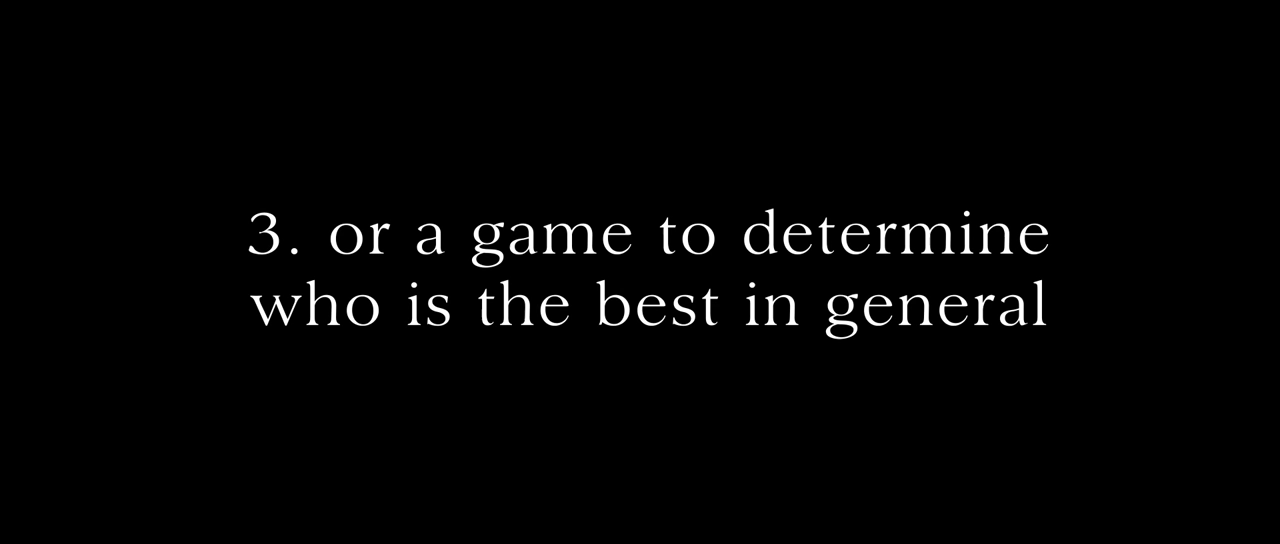 3. or a game to determine
who is the best in general